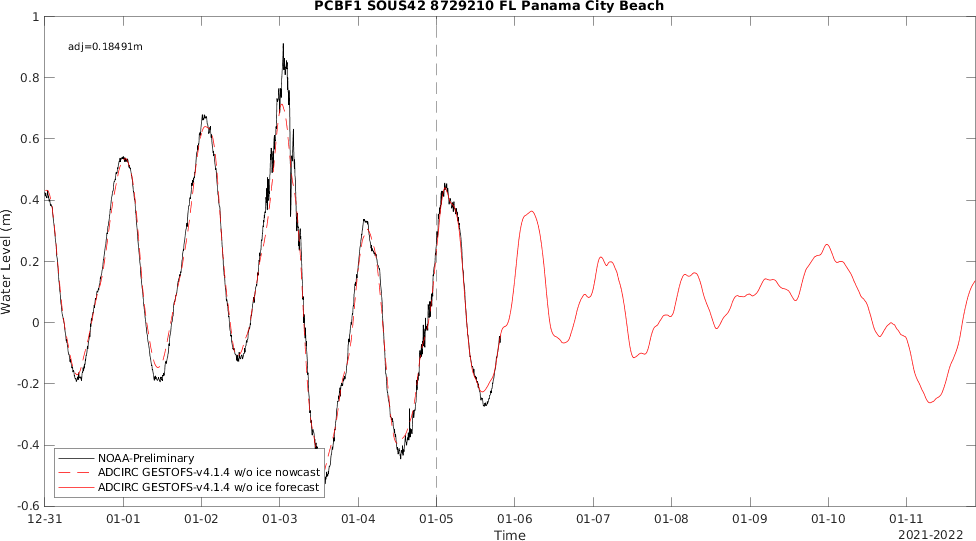 PCBF1 SOUS42 8729210 FL Panama City Beach
adj=0.18491m
Water Level (m)
1
0.8
0.6
0.4
0.2
0
-0.2
-0.4
-0.6
NOAA-Preliminary
ADCIRC GESTOFS-v4.1.4 w/o ice nowcast
ADCIRC GESTOFS-v4.1.4 w/o ice forecast
12-31 01-01 01-02 01-03 01-04 01-05 01-06 01-07 01-08 01-09 01-10 01-11
Time
2021-2022